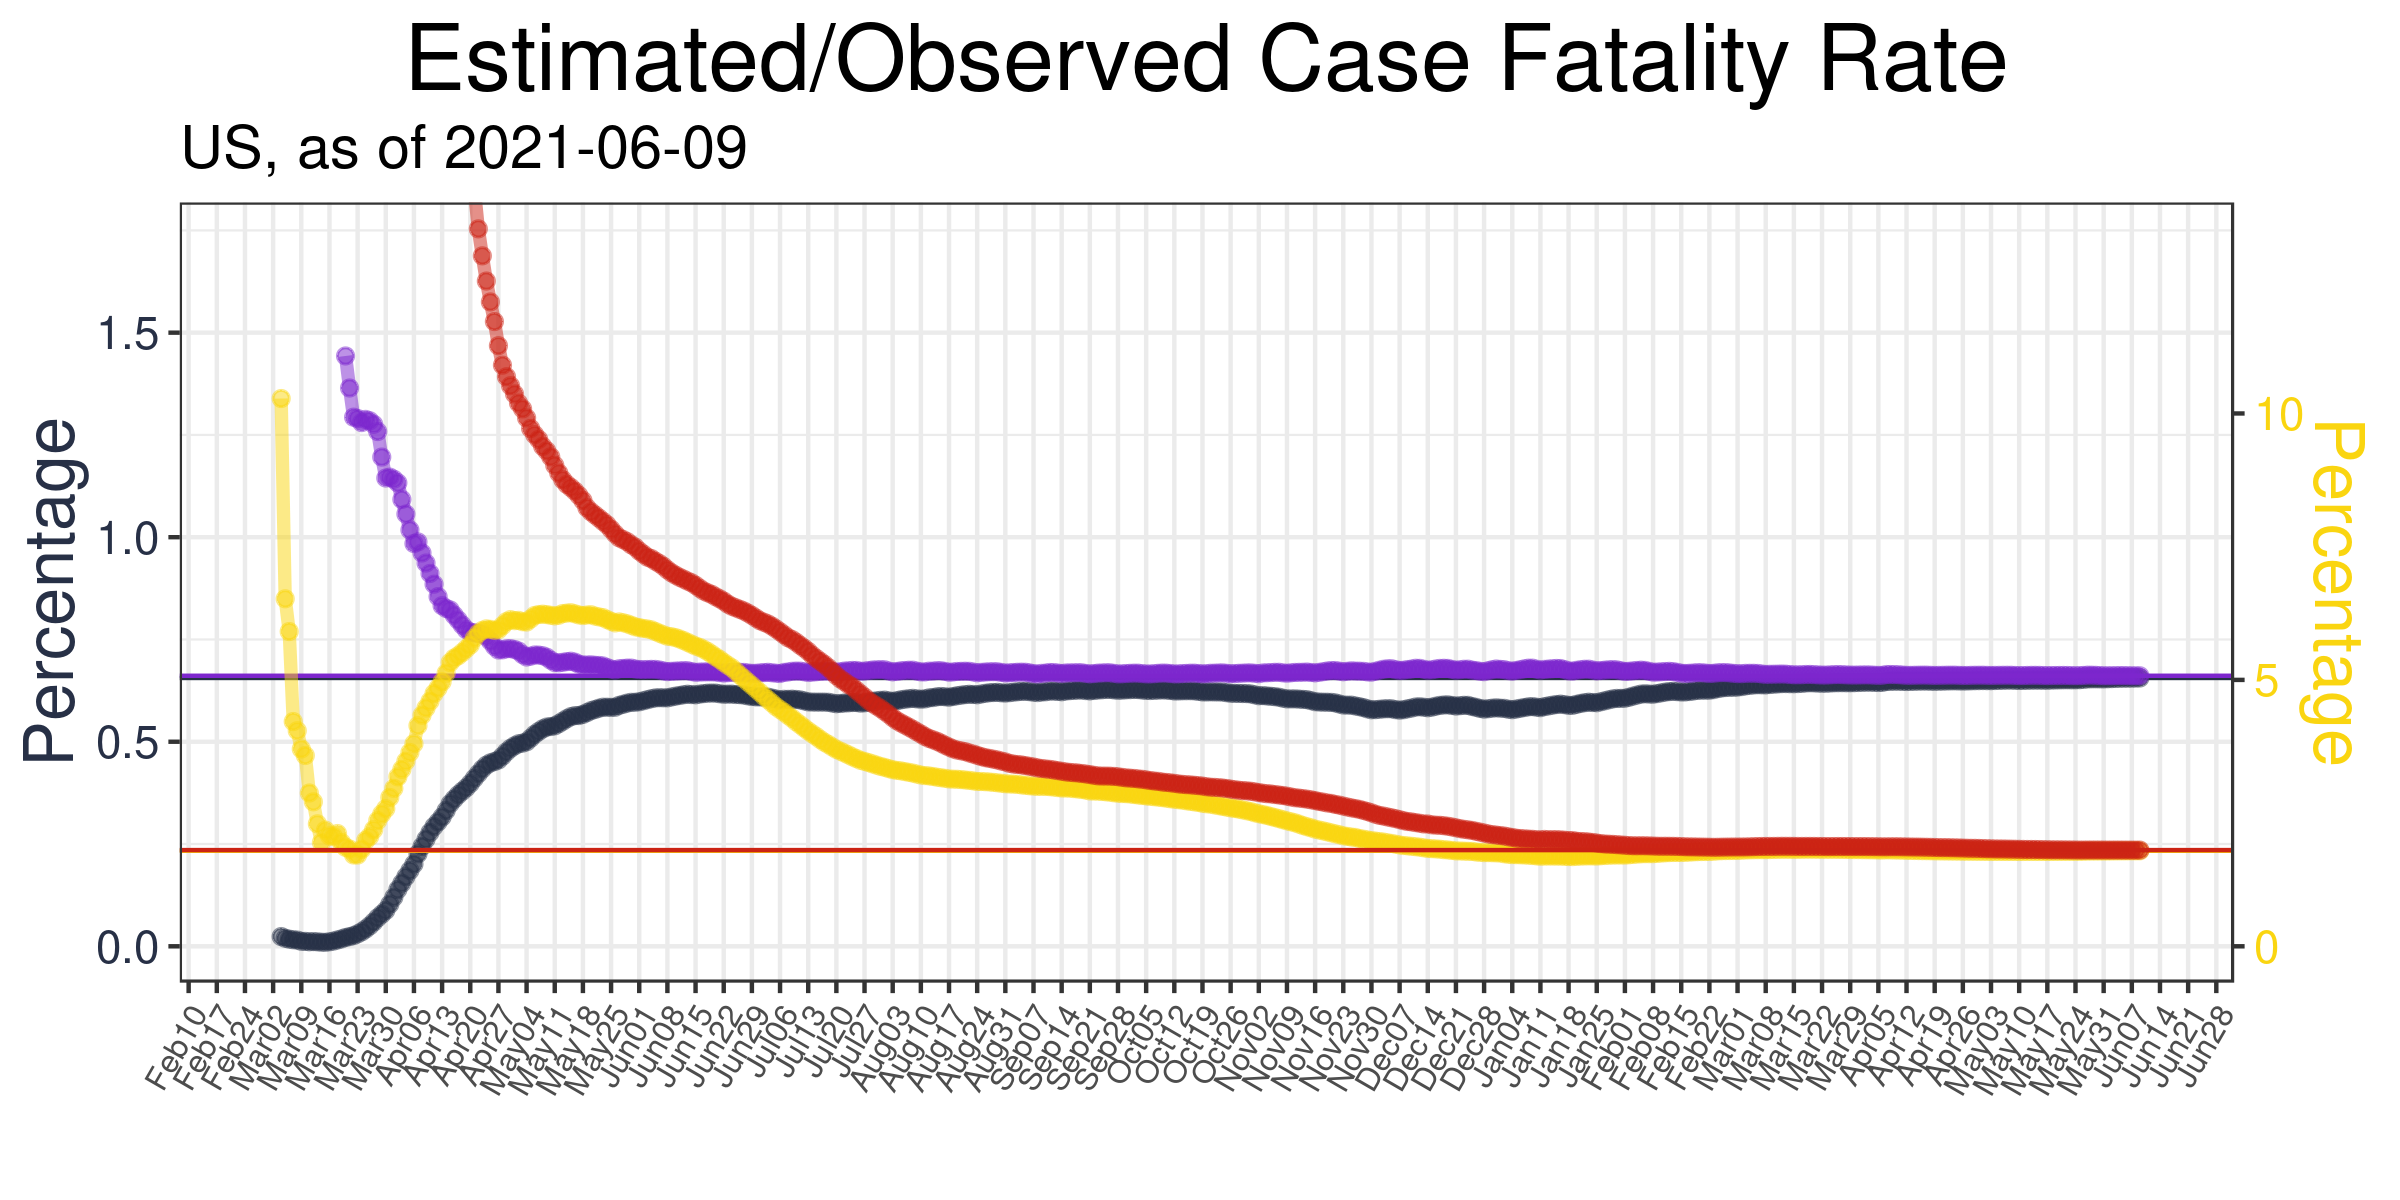 Estimated/Observed Case Fatality Rate
US, as of 2021-06-09
Percentage
1.5
1.0
0.5
0.0
10
5
0
Percentage
Feb10
Feb17
Feb24
Mar02
Mar09
Mar16
Mar23
Mar30
Apr06
Apr13
Apr20
Apr27
May04
May11
May18
May25
Jun01
Jun08
Jun15
Jun22
Jun29
Jul06
Jul13
Jul20
Jul27
Aug03
Aug10
Aug17
Aug24
Aug31
Sep07
Sep14
Sep21
Sep28
Oct05
Oct12
Oct19
Oct26
Nov02
Nov09
Nov16
Nov23
Nov30
Dec07
Dec14
Dec21
Dec28
Jan04
Jan11
Jan18
Jan25
Feb01
Feb08
Feb15
Feb22
Mar01
Mar08
Mar15
Mar22
Mar29
Apr05
Apr12
Apr19
Apr26
May03
May10
May17
May24
May31
Jun07
Jun14
Jun21
Jun28